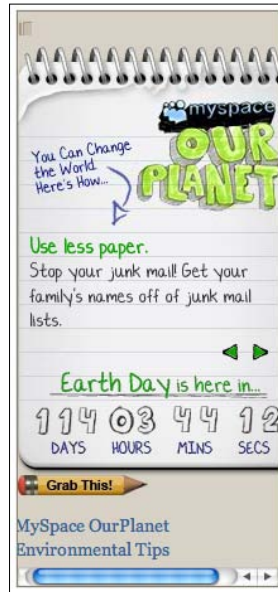 myspace
OUR
PLANET
You Can Change
the World
Here's How...
Use less paper.
Stop your junk mail! Get your
family's names off of junk mail
lists.
Earth Day is here in...
114 03 44 12
DAYS HOURS MINS SECS
Grab This!
MySpace OurPlanet
Environmental Tips